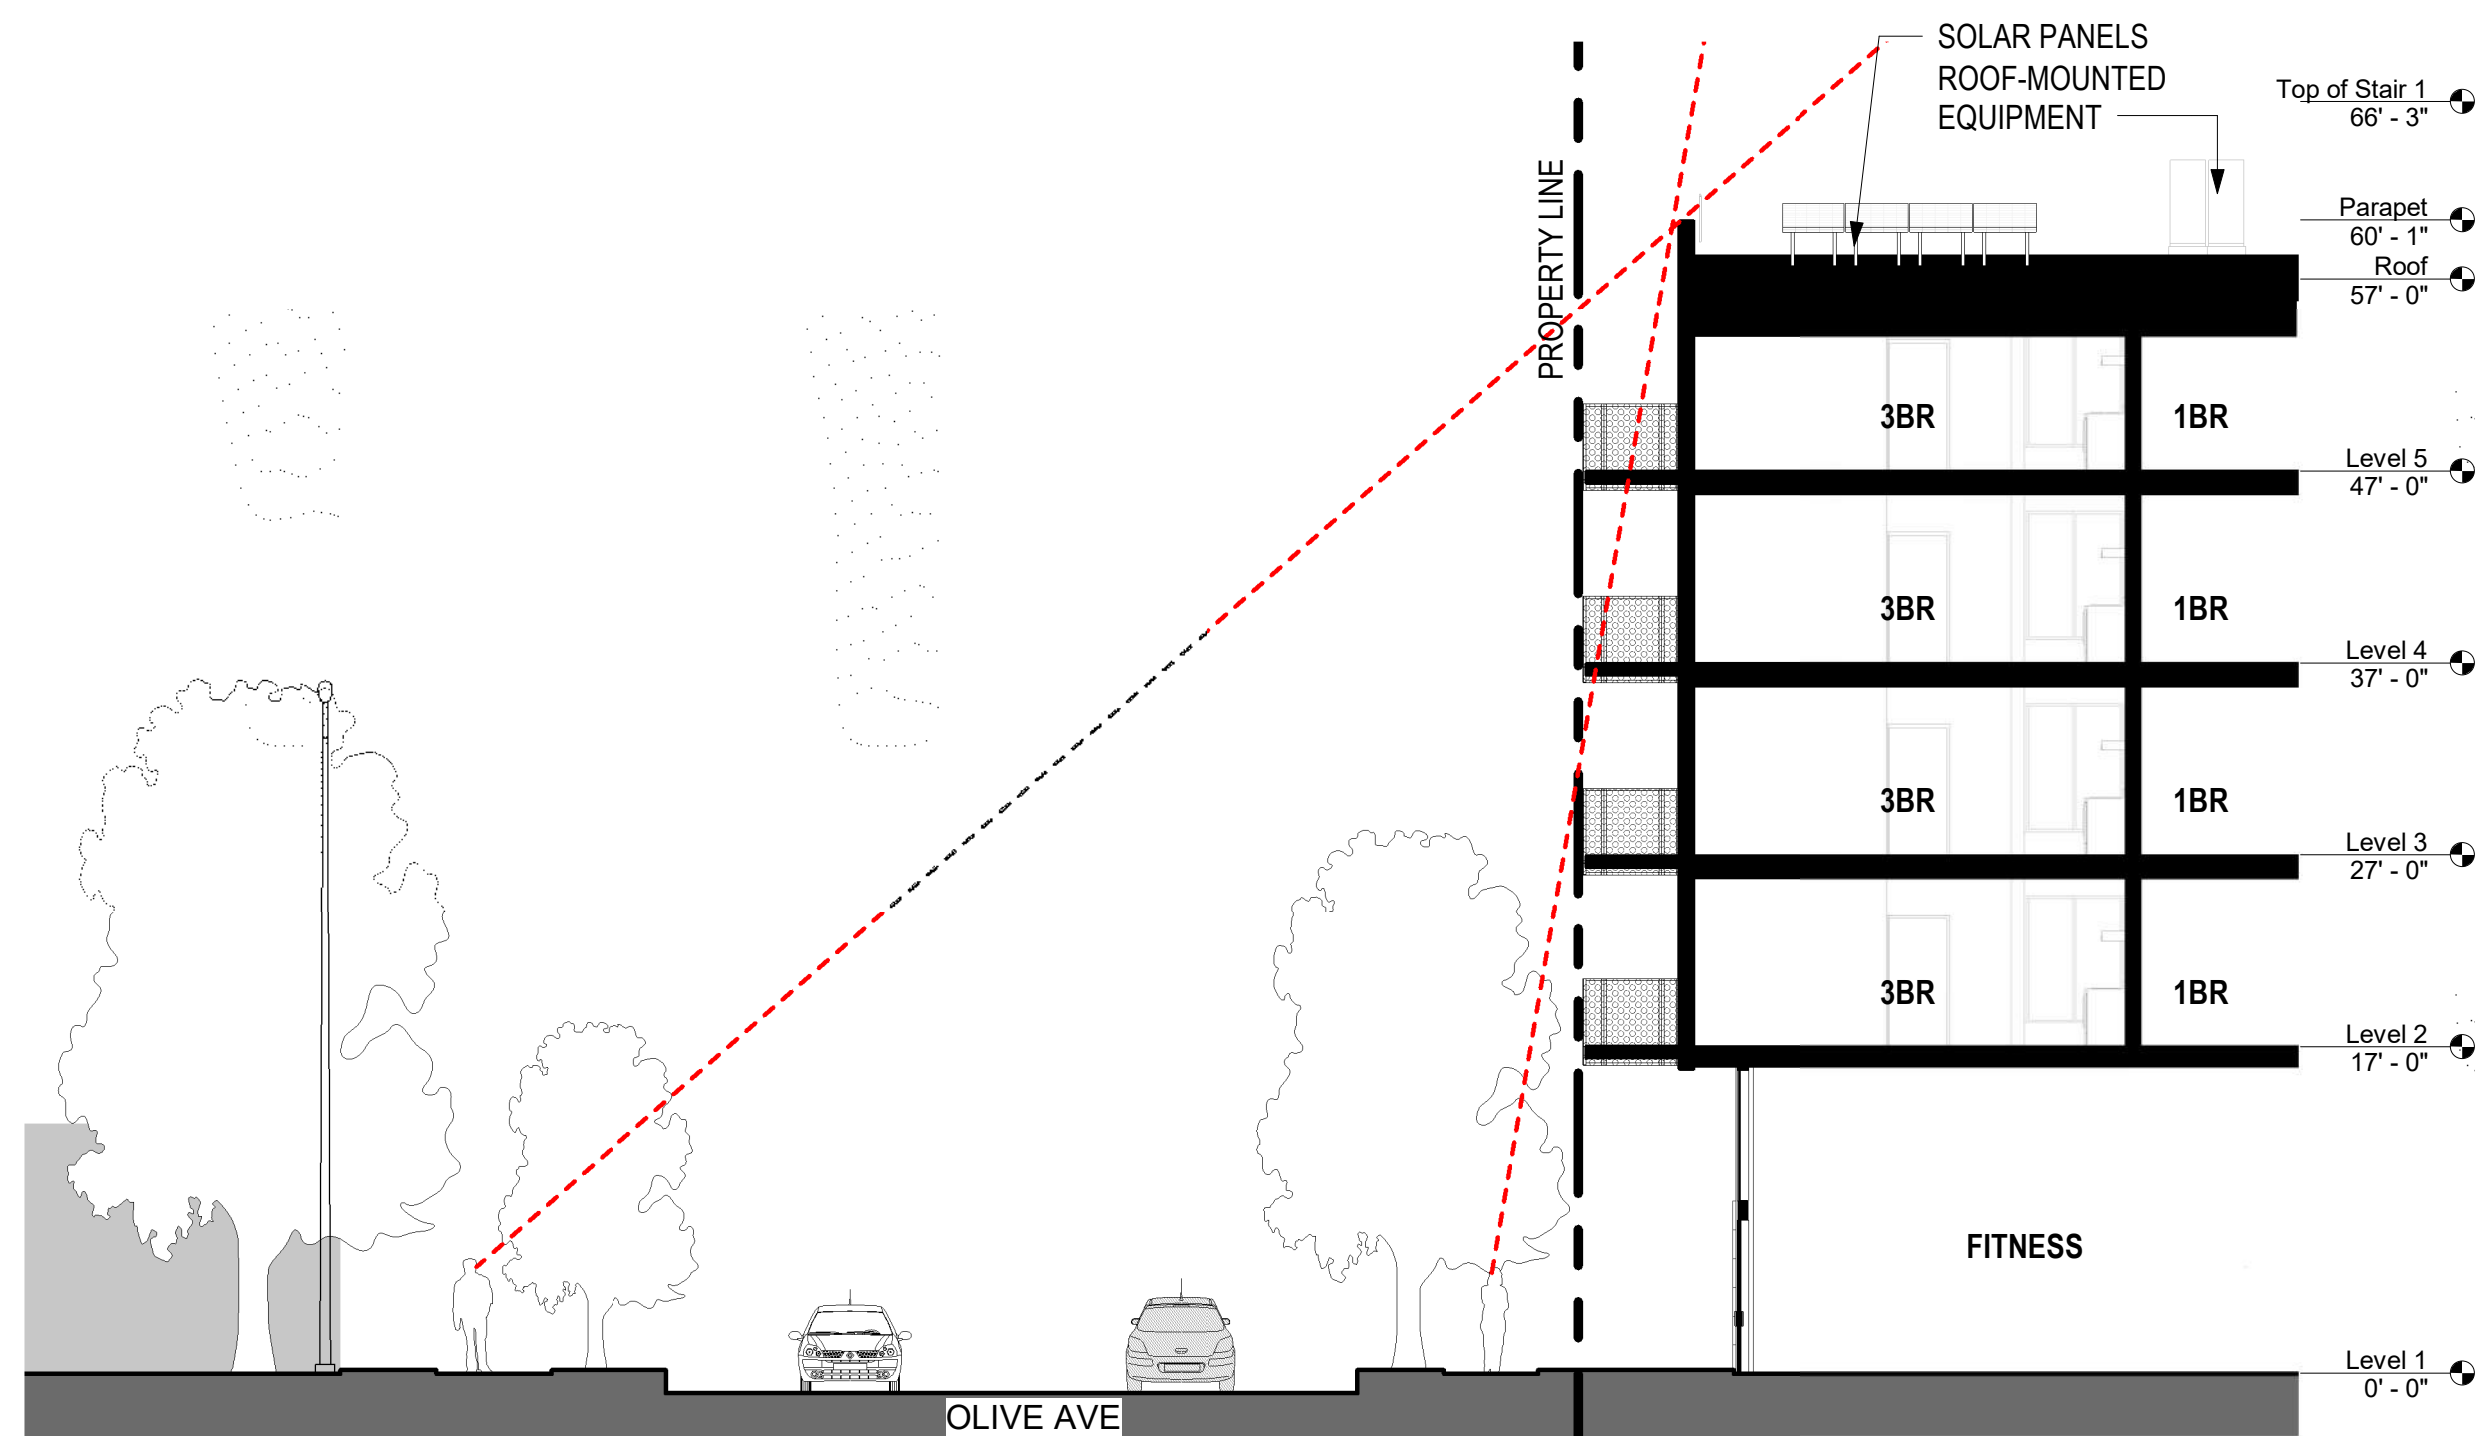 SOLAR PANELS
ROOF-MOUNTED
EQUIPMENT
Top of Stair 1
66' - 3"
PROPERTY LINE
Parapet
60' - 1"
Roof
57' - 0"
3BR
1BR
Level 5
47' - 0"
3BR
1BR
Level 4
37' - 0"
3BR
1BR
Level 3
27' - 0"
3BR
1BR
Level 2
17' - 0"
FITNESS
Level 1
0' - 0"
OLIVE AVE